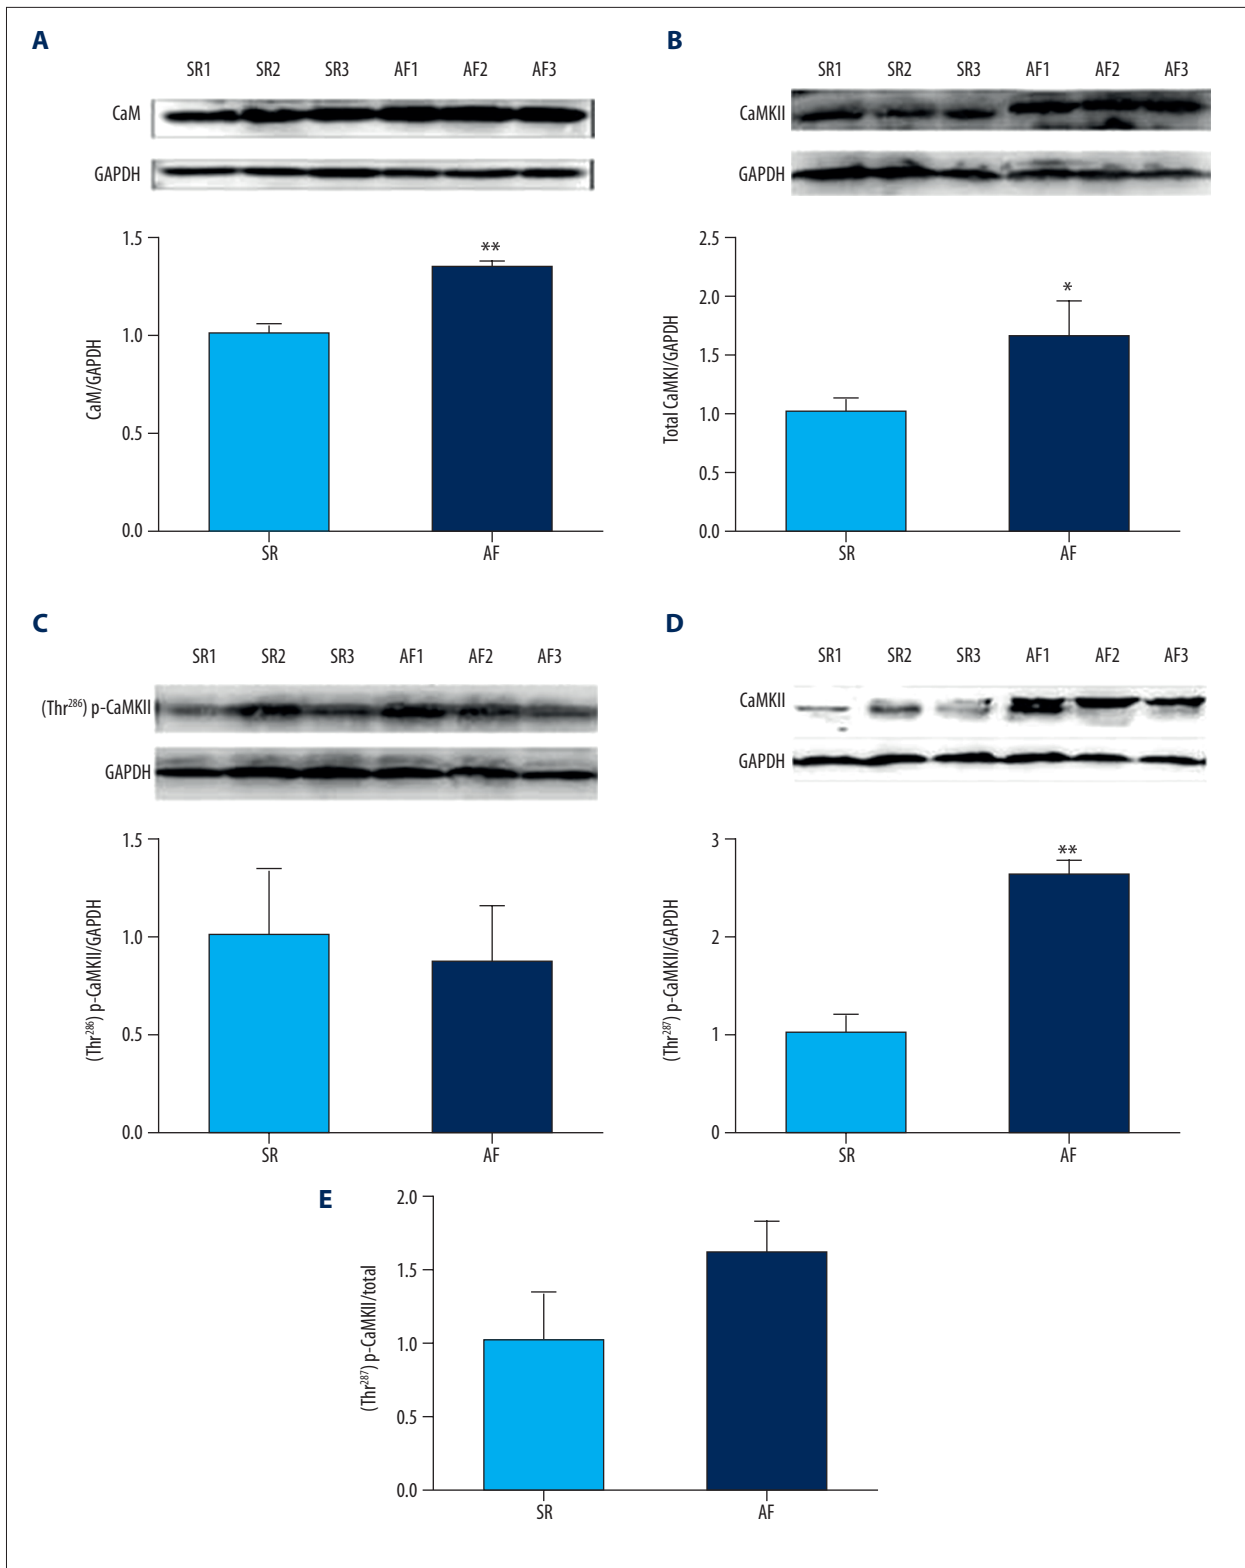 A
SR1 SR2 SR3 AF1 AF2 AF3
CaM
GAPDH
1.5
1.0
0.5
0.0
CaM/GAPDH
**
SR AF
B
SR1 SR2 SR3 AF1 AF2 AF3
CaMKII
GAPDH
2.5
2.0
1.5
1.0
0.5
0.0
Total CaMKI/GAPDH
*
SR AF
C
SR1 SR2 SR3 AF1 AF2 AF3
(Thr²⁸⁶) p-CaMKII
GAPDH
1.5
1.0
0.5
0.0
(Thr²⁸⁶) p-CaMKII/GAPDH
SR AF
D
SR1 SR2 SR3 AF1 AF2 AF3
CaMKII
GAPDH
3
2
1
0
(Thr²⁸⁷) p-CaMKII/GAPDH
**
SR AF
E
2.0
1.5
1.0
0.5
0.0
(Thr²⁸⁷) p-CaMKII/total
SR AF